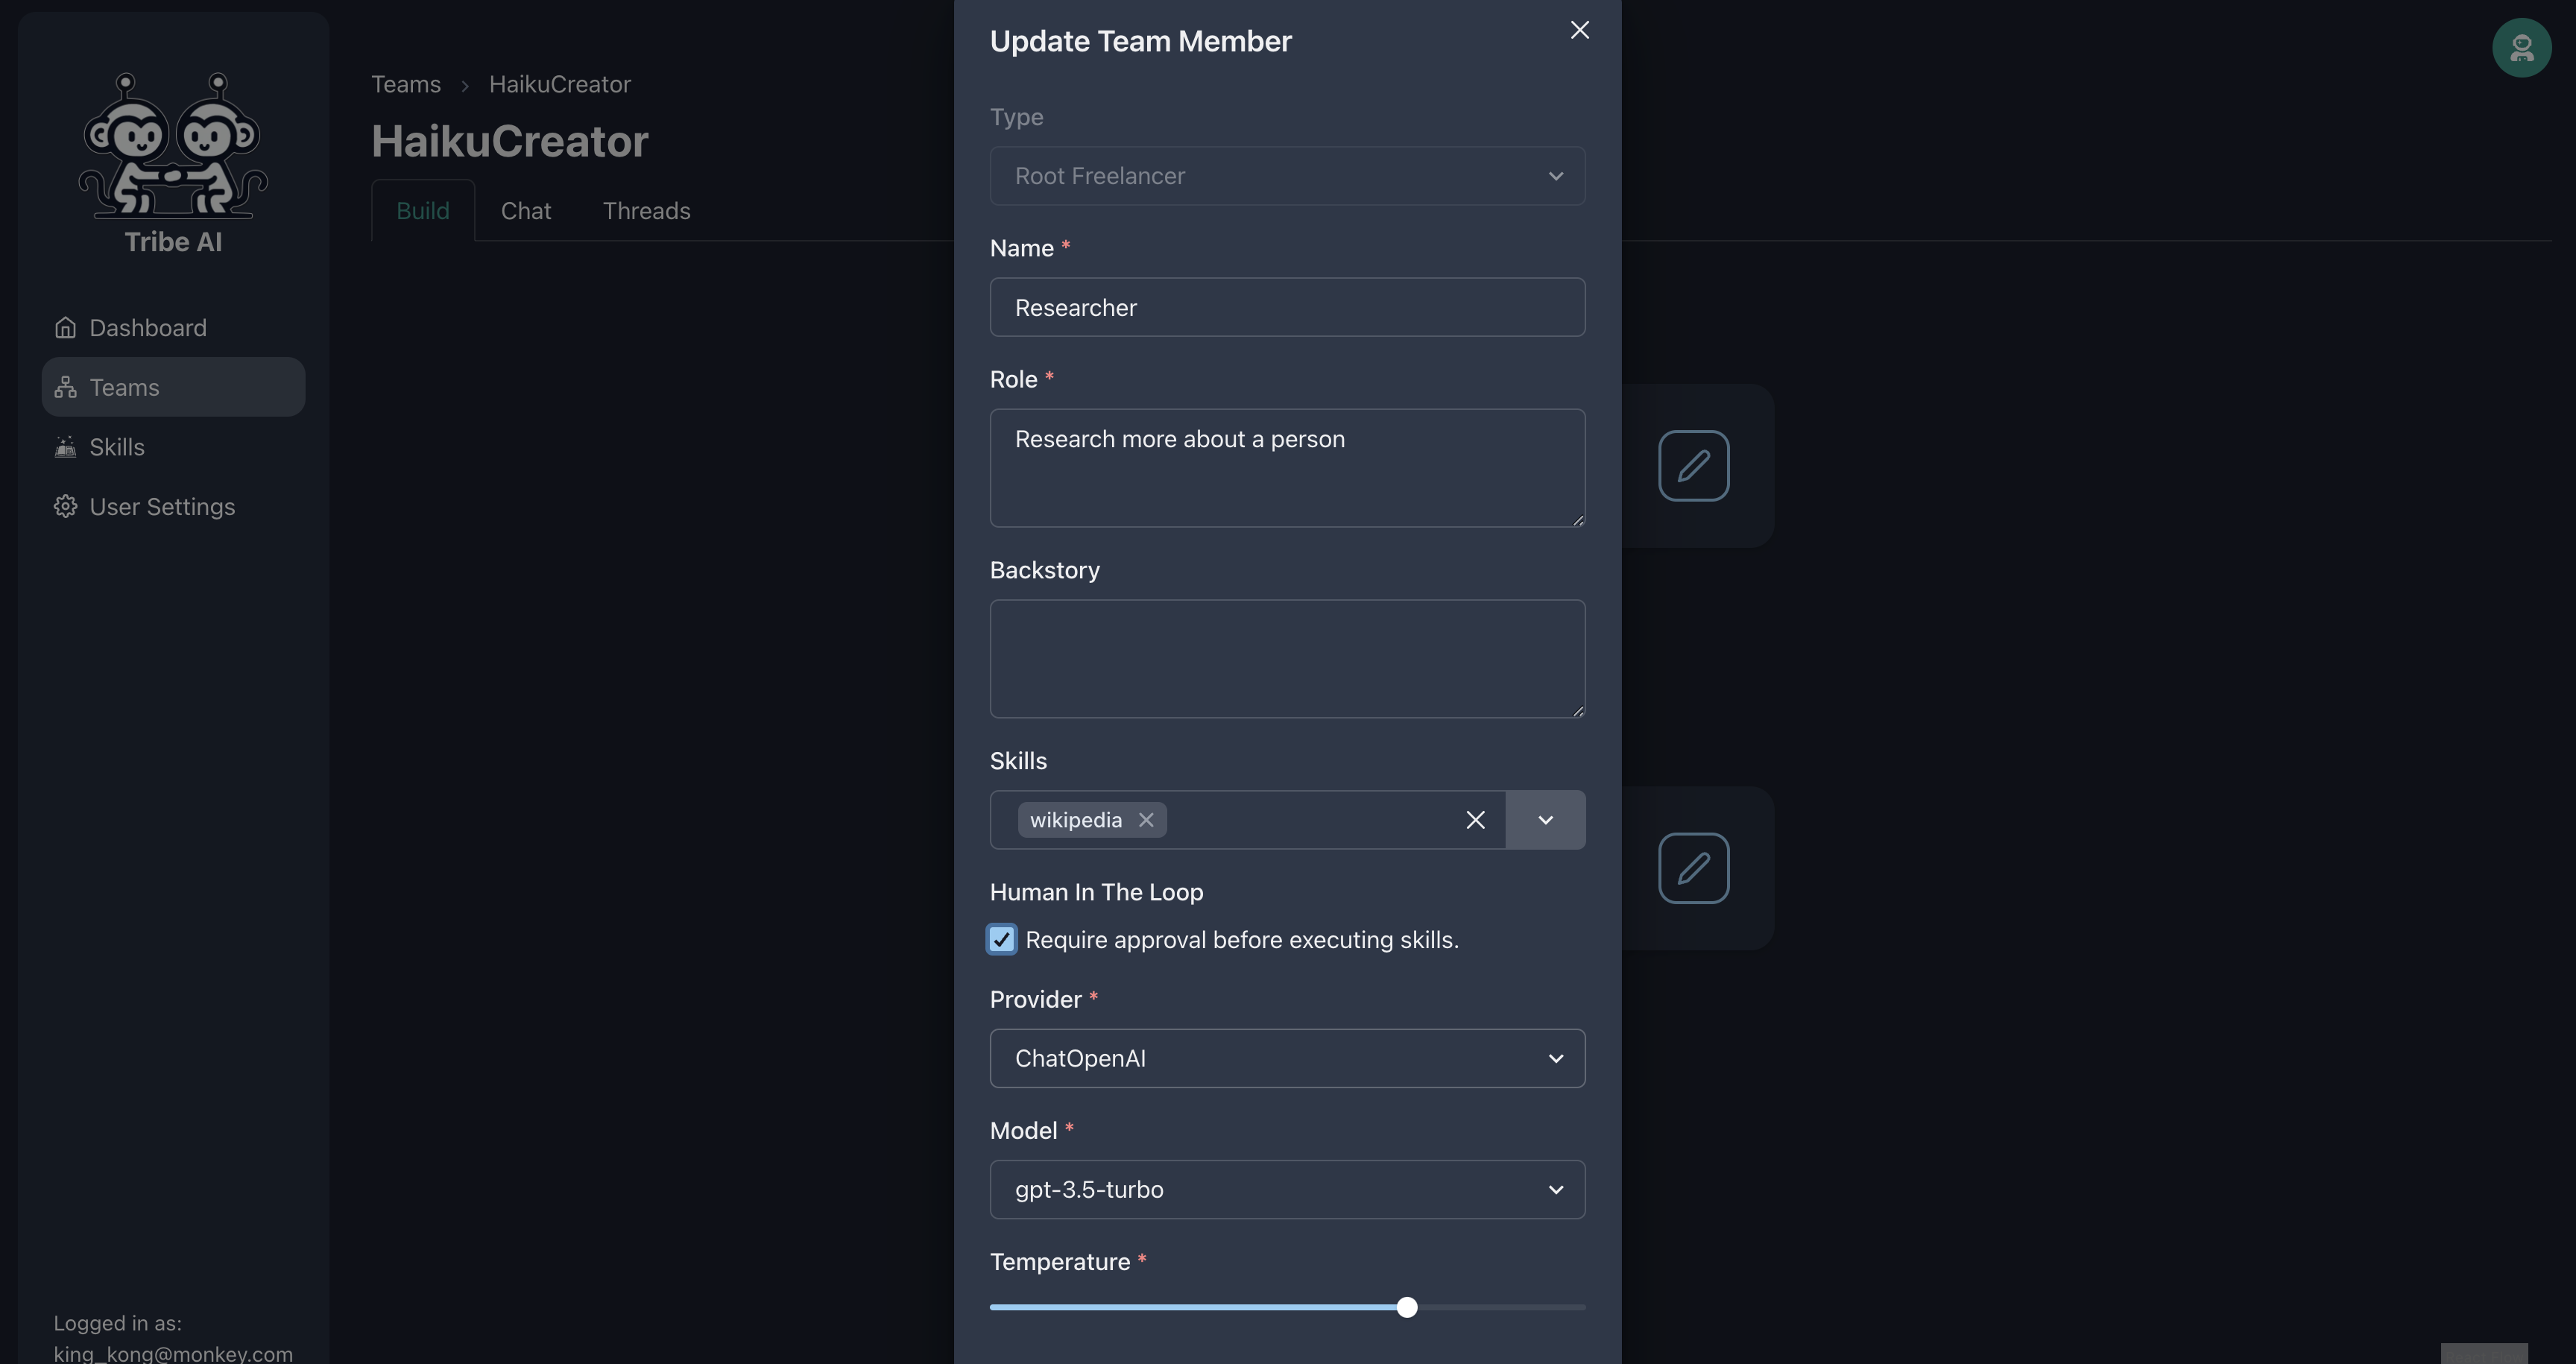 Tribe AI
Dashboard
Teams
Skills
User Settings
Logged in as:
king_kong@monkey.com
Teams › HaikuCreator
HaikuCreator
Build Chat Threads
Update Team Member
Type
Root Freelancer
Name *
Researcher
Role *
Research more about a person
Backstory
Skills
wikipedia
Human In The Loop
Require approval before executing skills.
Provider *
ChatOpenAI
Model *
gpt-3.5-turbo
Temperature *